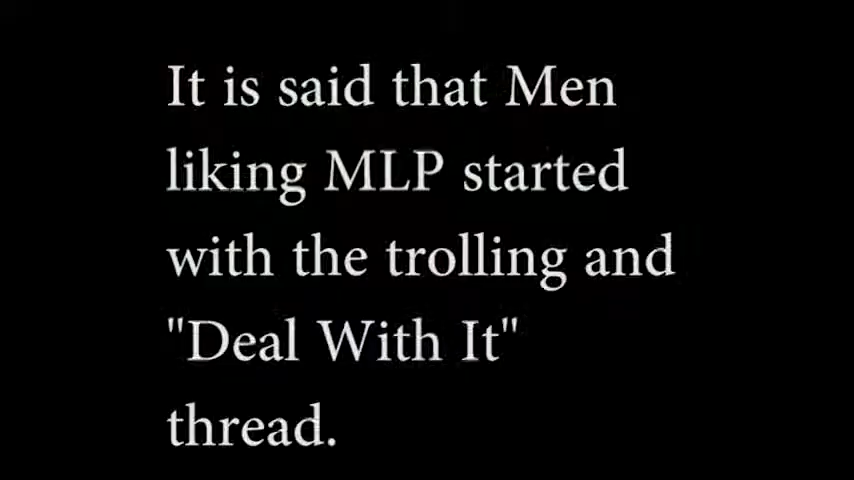 It is said that Men
liking MLP started
with the trolling and
"Deal With It"
thread.